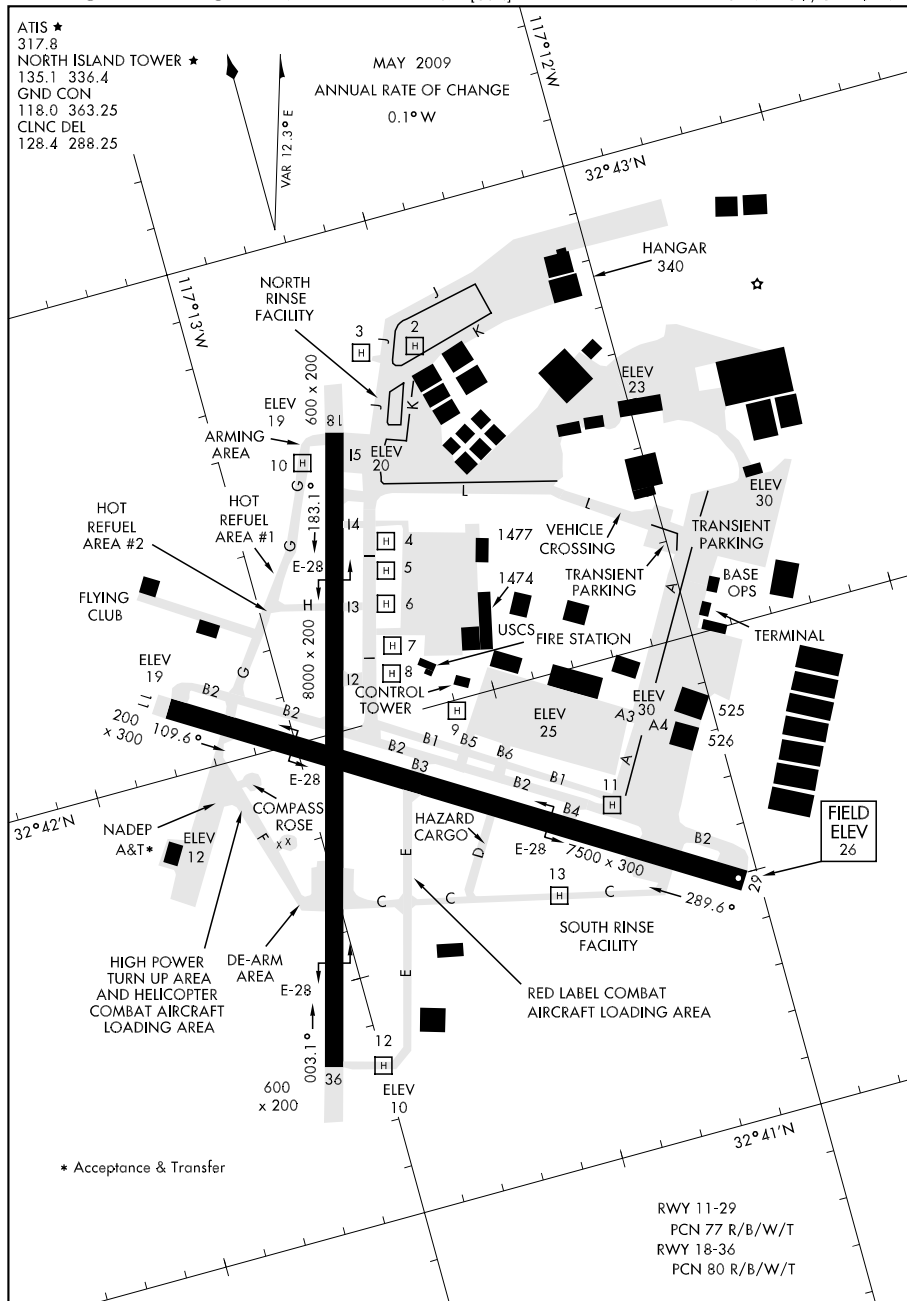 ATIS ★
317.8
NORTH ISLAND TOWER ★
135.1 336.4
GND CON
118.0 363.25
CLNC DEL
128.4 288.25
VAR 12.3° E
MAY 2009
ANNUAL RATE OF CHANGE
0.1° W
117°12'W
32°43'N
117°13'W
HANGAR
340
NORTH
RINSE
FACILITY
J
K
3
H
2
H
J
J
K
ELEV
23
600 x 200
ELEV
19
18
ARMING
AREA
10
H
I5
ELEV
20
G
183.1°
L
L
ELEV
30
HOT
REFUEL
AREA #2
HOT
REFUEL
AREA #1
G
I4
H
4
1477
VEHICLE
CROSSING
TRANSIENT
PARKING
E-28
H
5
1474
TRANSIENT
PARKING
A
BASE
OPS
FLYING
CLUB
H
I3
H
6
USCS
FIRE STATION
TERMINAL
8000 x 200
H
7
ELEV
19
G
I2
H
8
CONTROL
TOWER
11
B2
B2
H
9
ELEV
25
ELEV
30
A3
A4
525
526
200
x 300
109.6°
B2
B1
B5
B6
B3
B2
B1
A
E-28
11
H
B4
32°42'N
NADEP
A&T*
COMPASS
ROSE
HAZARD
CARGO
B2
FIELD
ELEV
26
ELEV
12
F
x x
E
D
E-28
7500 x 300
29
13
H
C
C
C
289.6°
HIGH POWER
TURN UP AREA
AND HELICOPTER
COMBAT AIRCRAFT
LOADING AREA
DE-ARM
AREA
SOUTH RINSE
FACILITY
E-28
E
RED LABEL COMBAT
AIRCRAFT LOADING AREA
003.1°
12
H
36
600
x 200
ELEV
10
32°41'N
* Acceptance & Transfer
RWY 11-29
PCN 77 R/B/W/T
RWY 18-36
PCN 80 R/B/W/T